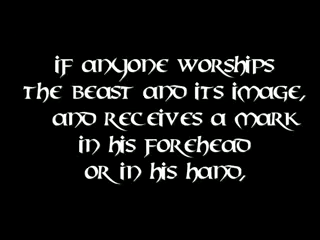 if anyone worships
the beast and its image,
and receives a mark
in his forehead
or in his hand,